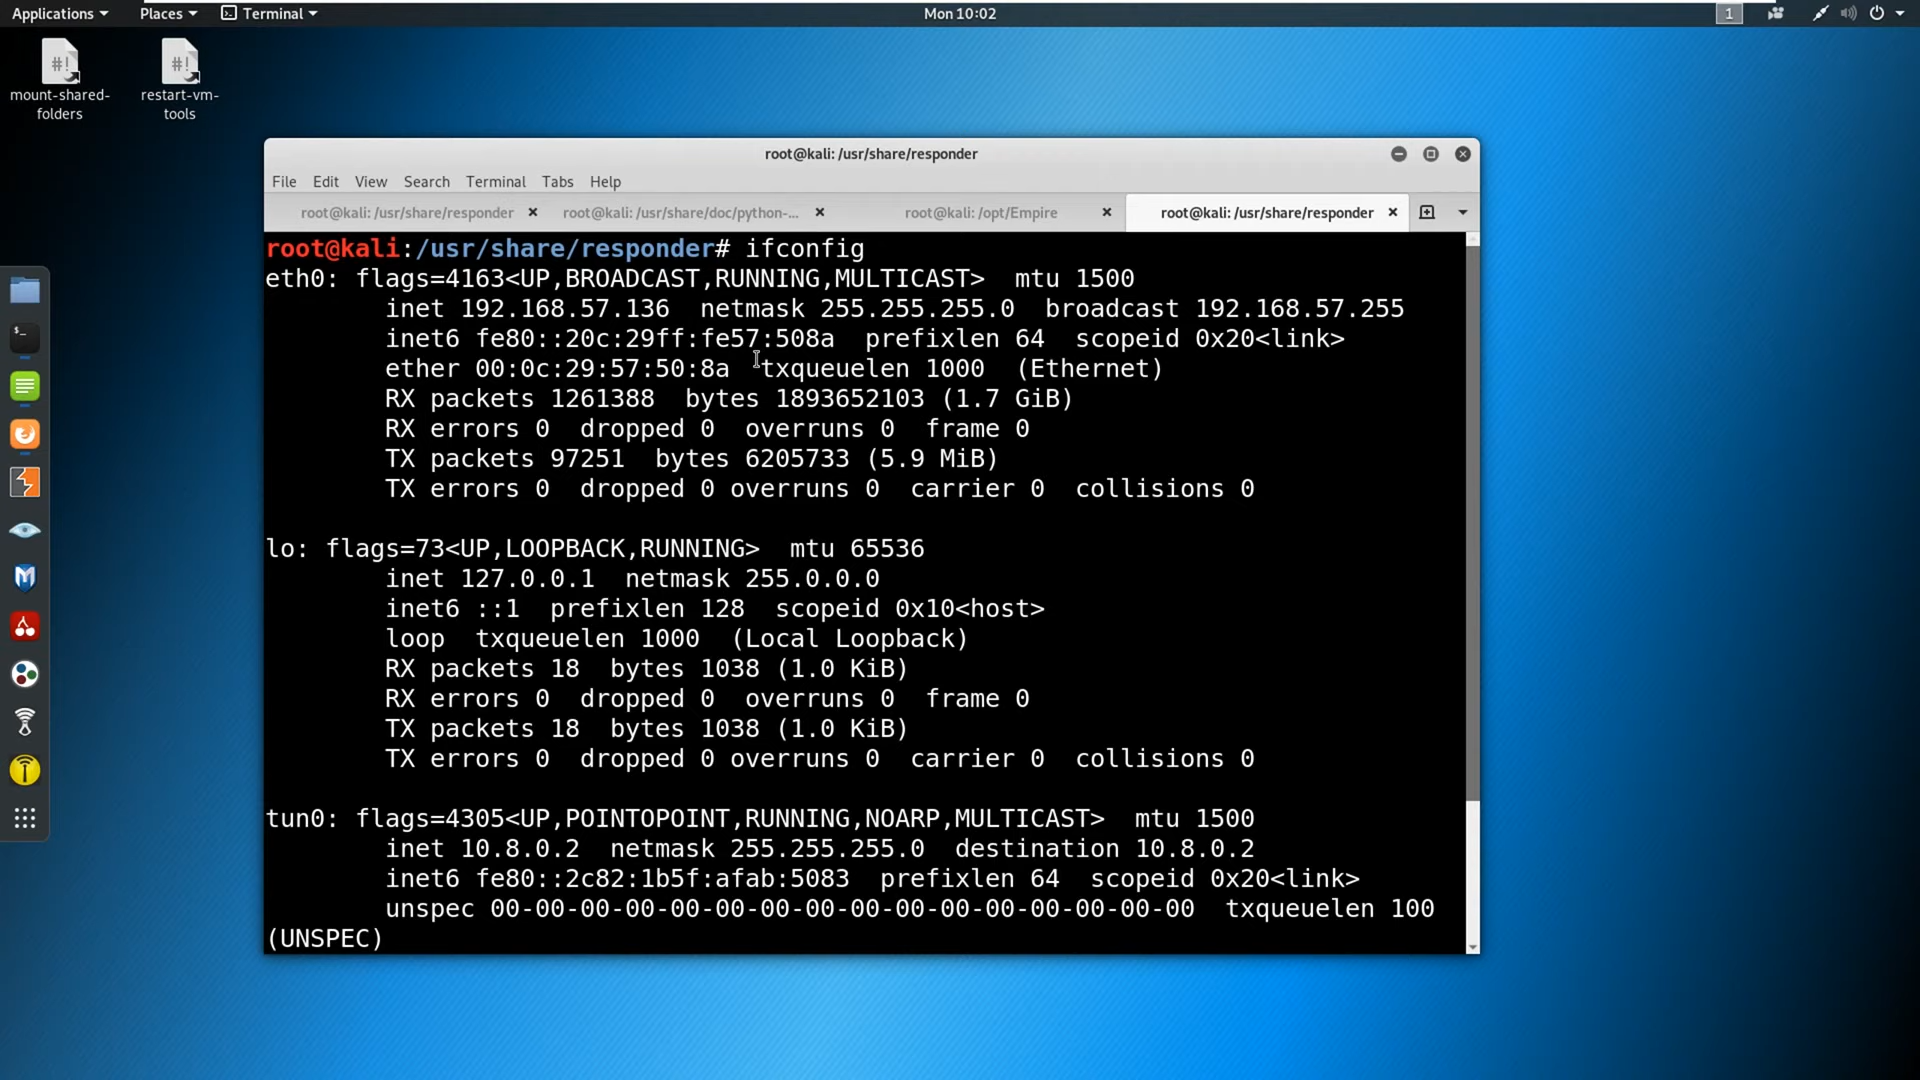 Applications Places Terminal Mon 10:02 1
#! #!
mount-shared-folders restart-vm-tools
root@kali: /usr/share/responder
File Edit View Search Terminal Tabs Help
root@kali: /usr/share/responder root@kali: /usr/share/doc/python-... root@kali: /opt/Empire root@kali: /usr/share/responder
root@kali:/usr/share/responder# ifconfig
eth0: flags=4163<UP,BROADCAST,RUNNING,MULTICAST>  mtu 1500
        inet 192.168.57.136  netmask 255.255.255.0  broadcast 192.168.57.255
        inet6 fe80::20c:29ff:fe57:508a  prefixlen 64  scopeid 0x20<link>
        ether 00:0c:29:57:50:8a  txqueuelen 1000  (Ethernet)
        RX packets 1261388  bytes 1893652103 (1.7 GiB)
        RX errors 0  dropped 0  overruns 0  frame 0
        TX packets 97251  bytes 6205733 (5.9 MiB)
        TX errors 0  dropped 0 overruns 0  carrier 0  collisions 0
lo: flags=73<UP,LOOPBACK,RUNNING>  mtu 65536
        inet 127.0.0.1  netmask 255.0.0.0
        inet6 ::1  prefixlen 128  scopeid 0x10<host>
        loop  txqueuelen 1000  (Local Loopback)
        RX packets 18  bytes 1038 (1.0 KiB)
        RX errors 0  dropped 0  overruns 0  frame 0
        TX packets 18  bytes 1038 (1.0 KiB)
        TX errors 0  dropped 0 overruns 0  carrier 0  collisions 0
tun0: flags=4305<UP,POINTOPOINT,RUNNING,NOARP,MULTICAST>  mtu 1500
        inet 10.8.0.2  netmask 255.255.255.0  destination 10.8.0.2
        inet6 fe80::2c82:1b5f:afab:5083  prefixlen 64  scopeid 0x20<link>
        unspec 00-00-00-00-00-00-00-00-00-00-00-00-00-00-00-00  txqueuelen 100
(UNSPEC)